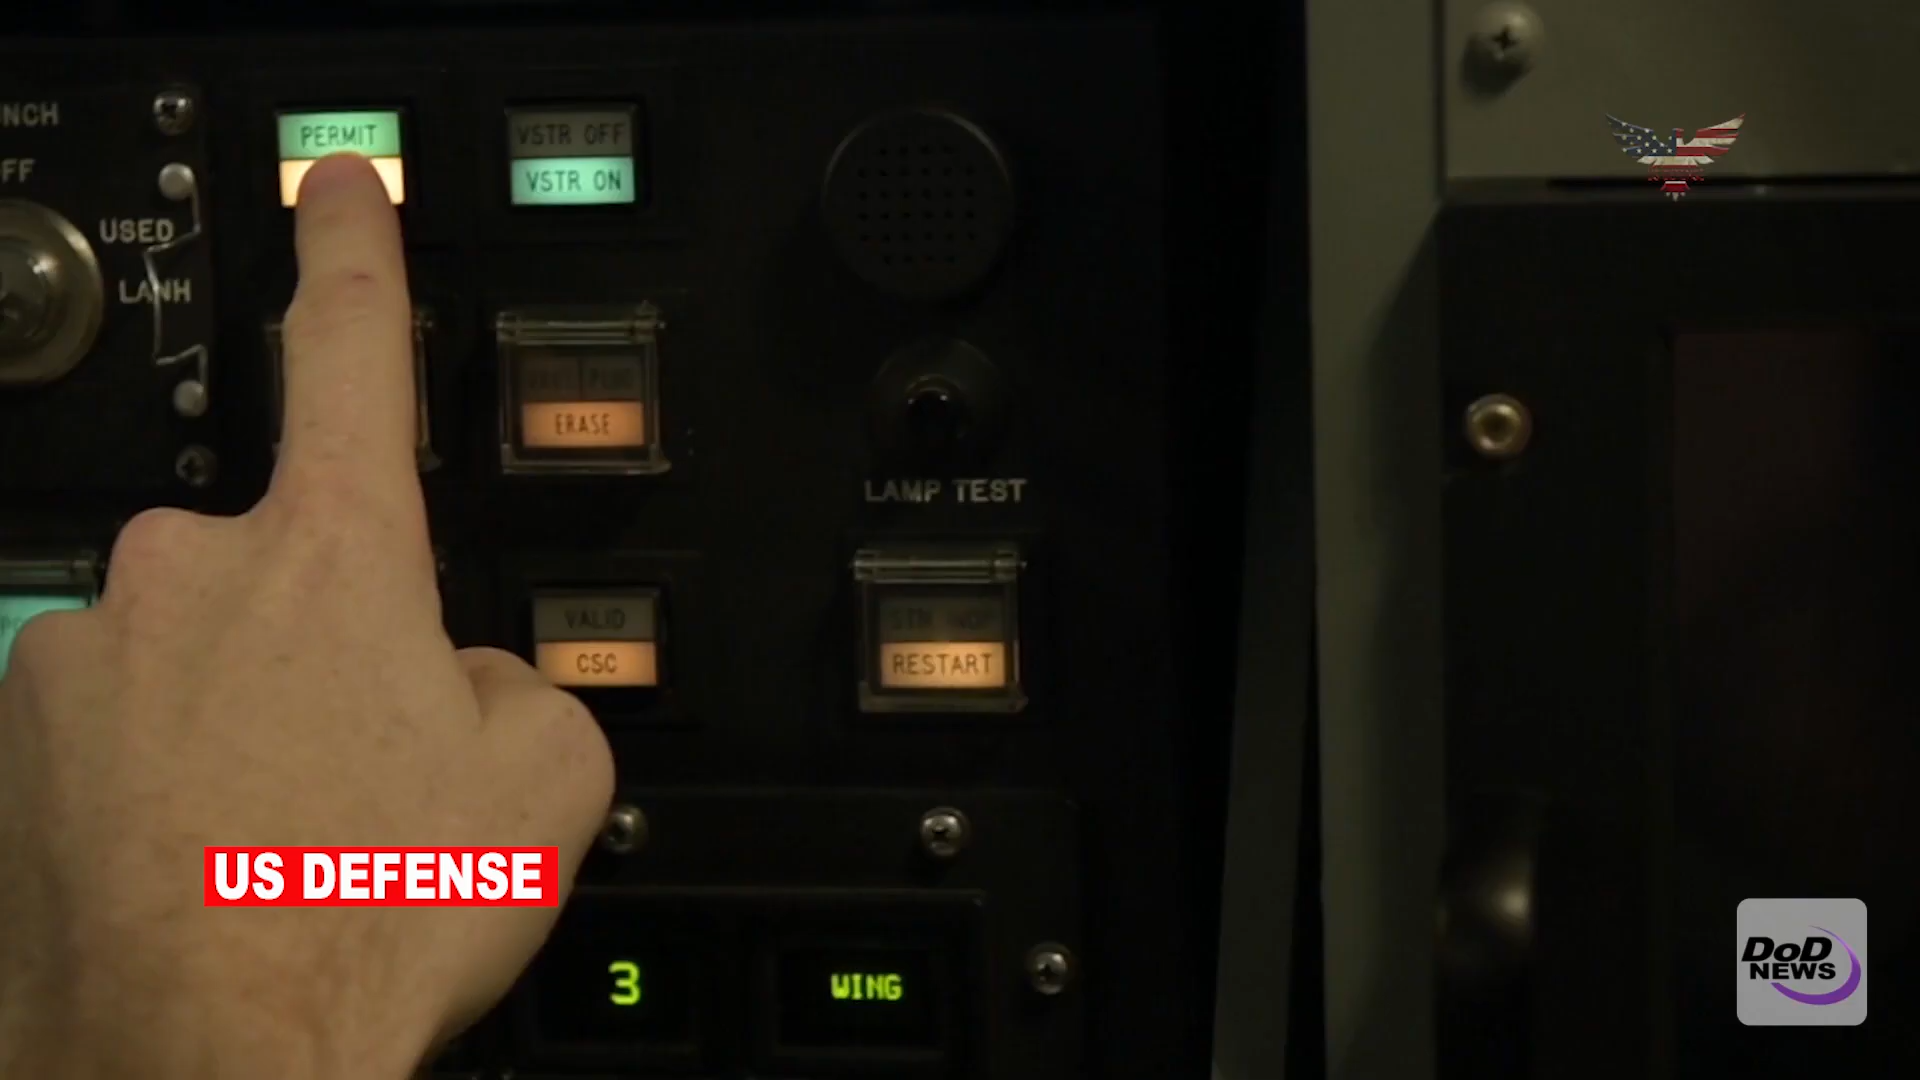 NCH
FF
USED
LANH
PERMIT
VSTR OFF
VSTR ON
ERASE
LAMP TEST
VALID
CSC
RESTART
3
WING
US DEFENSE
DoD
NEWS